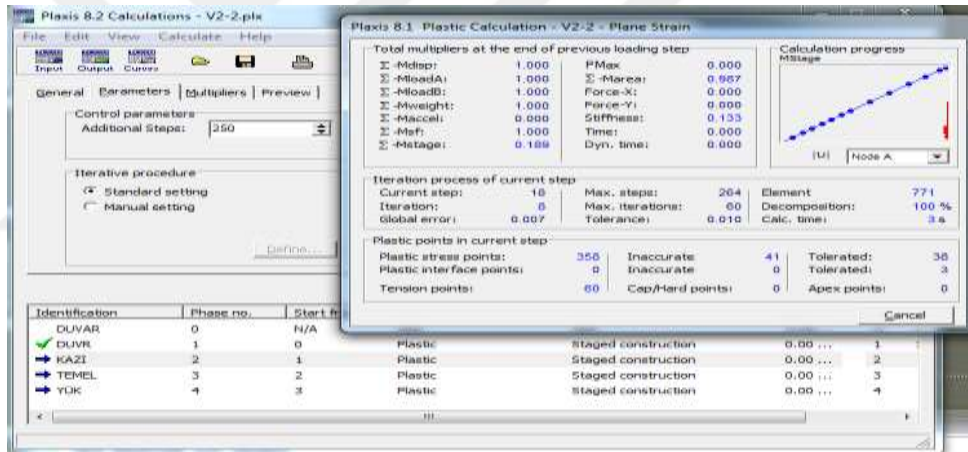 Plaxis 8.2 Calculations - V2-2.plx
File Edit View Calculate Help
Input Output Curves
General Parameters Multipliers Preview
Control parameters
Additional Steps: 250
Iterative procedure
Standard setting
Manual setting
Define...
Identification Phase no. Start fr
DUVAR 0 N/A
DUVR 1 0 Plastic Staged construction 0.00 ... 1
KAZI 2 1 Plastic Staged construction 0.00 ... 2
TEMEL 3 2 Plastic Staged construction 0.00 ... 3
YÜK 4 3 Plastic Staged construction 0.00 ... 4
Plaxis 8.1 Plastic Calculation - V2-2 - Plane Strain
Total multipliers at the end of previous loading step
Σ -Mdisp: 1.000 PMax 0.000
Σ -MloadA: 1.000 Σ -Marea: 0.987
Σ -MloadB: 1.000 Force-X: 0.000
Σ -Mweight: 1.000 Force-Y: 0.000
Σ -Maccel: 0.000 Stiffness: 0.133
Σ -Msf: 1.000 Time: 0.000
Σ -Mstage: 0.189 Dyn. time: 0.000
Calculation progress
MStage
|U| Node A
Iteration process of current step
Current step: 18 Max. steps: 264 Element 771
Iteration: 6 Max. iterations: 60 Decomposition: 100 %
Global error: 0.007 Tolerance: 0.010 Calc. time: 3 s
Plastic points in current step
Plastic stress points: 358 Inaccurate 41 Tolerated: 38
Plastic interface points: 0 Inaccurate 0 Tolerated: 3
Tension points: 60 Cap/Hard points: 0 Apex points: 0
Cancel